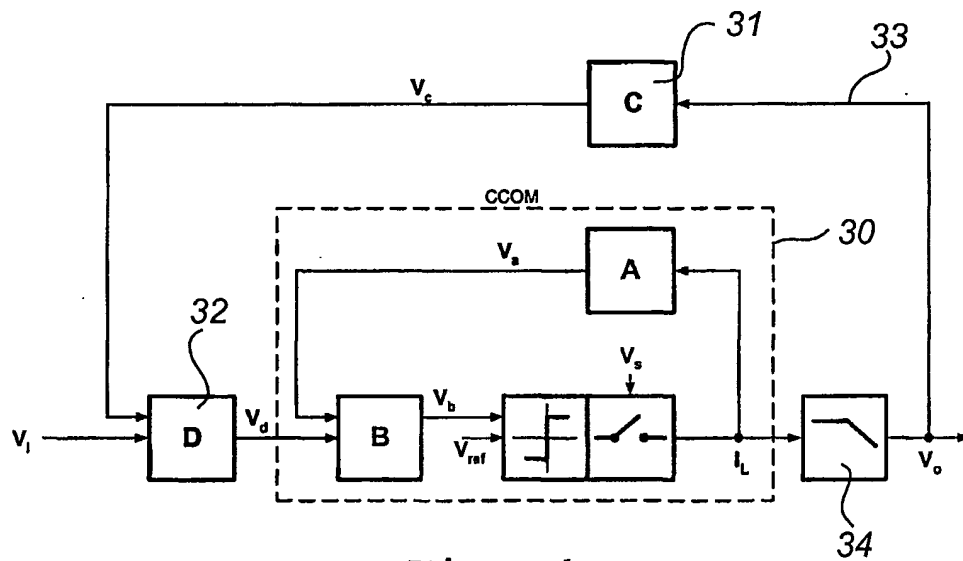 31
33
V_c
C
CCOM
30
V_a
A
32
V_s
V_b
V_i
D
V_d
B
V_ref
i_L
V_o
34